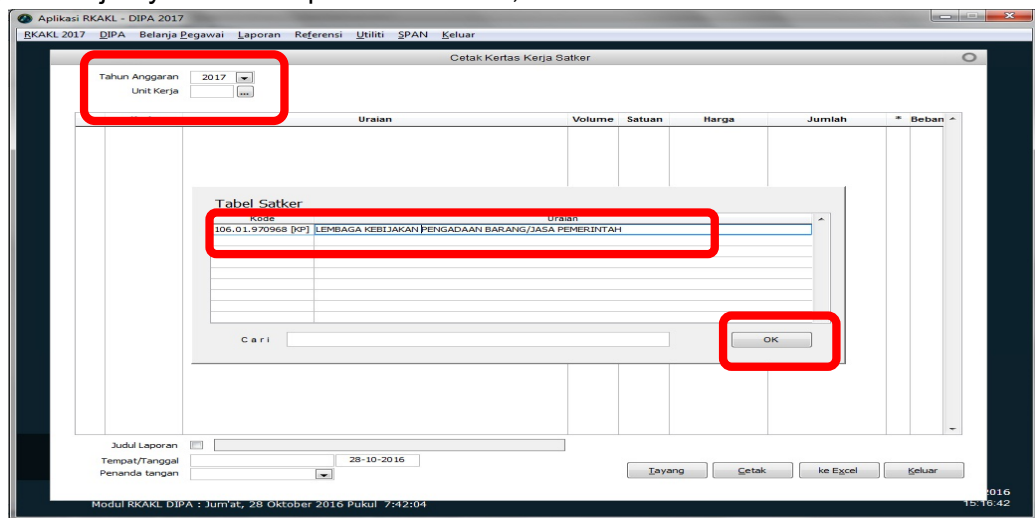 Aplikasi RKAKL - DIPA 2017
RKAKL 2017 DIPA Belanja Pegawai Laporan Referensi Utiliti SPAN Keluar
Cetak Kertas Kerja Satker
Tahun Anggaran 2017
Unit Kerja ...
Uraian Volume Satuan Harga Jumlah * Beban
Tabel Satker
Kode Uraian
106.01.970968 [KP] LEMBAGA KEBIJAKAN PENGADAAN BARANG/JASA PEMERINTAH
Cari OK
Judul Laporan
Tempat/Tanggal 28-10-2016
Penanda tangan Tayang Cetak ke Excel Keluar
Modul RKAKL DIPA : Jum'at, 28 Oktober 2016 Pukul 7:42:04
15:16:42